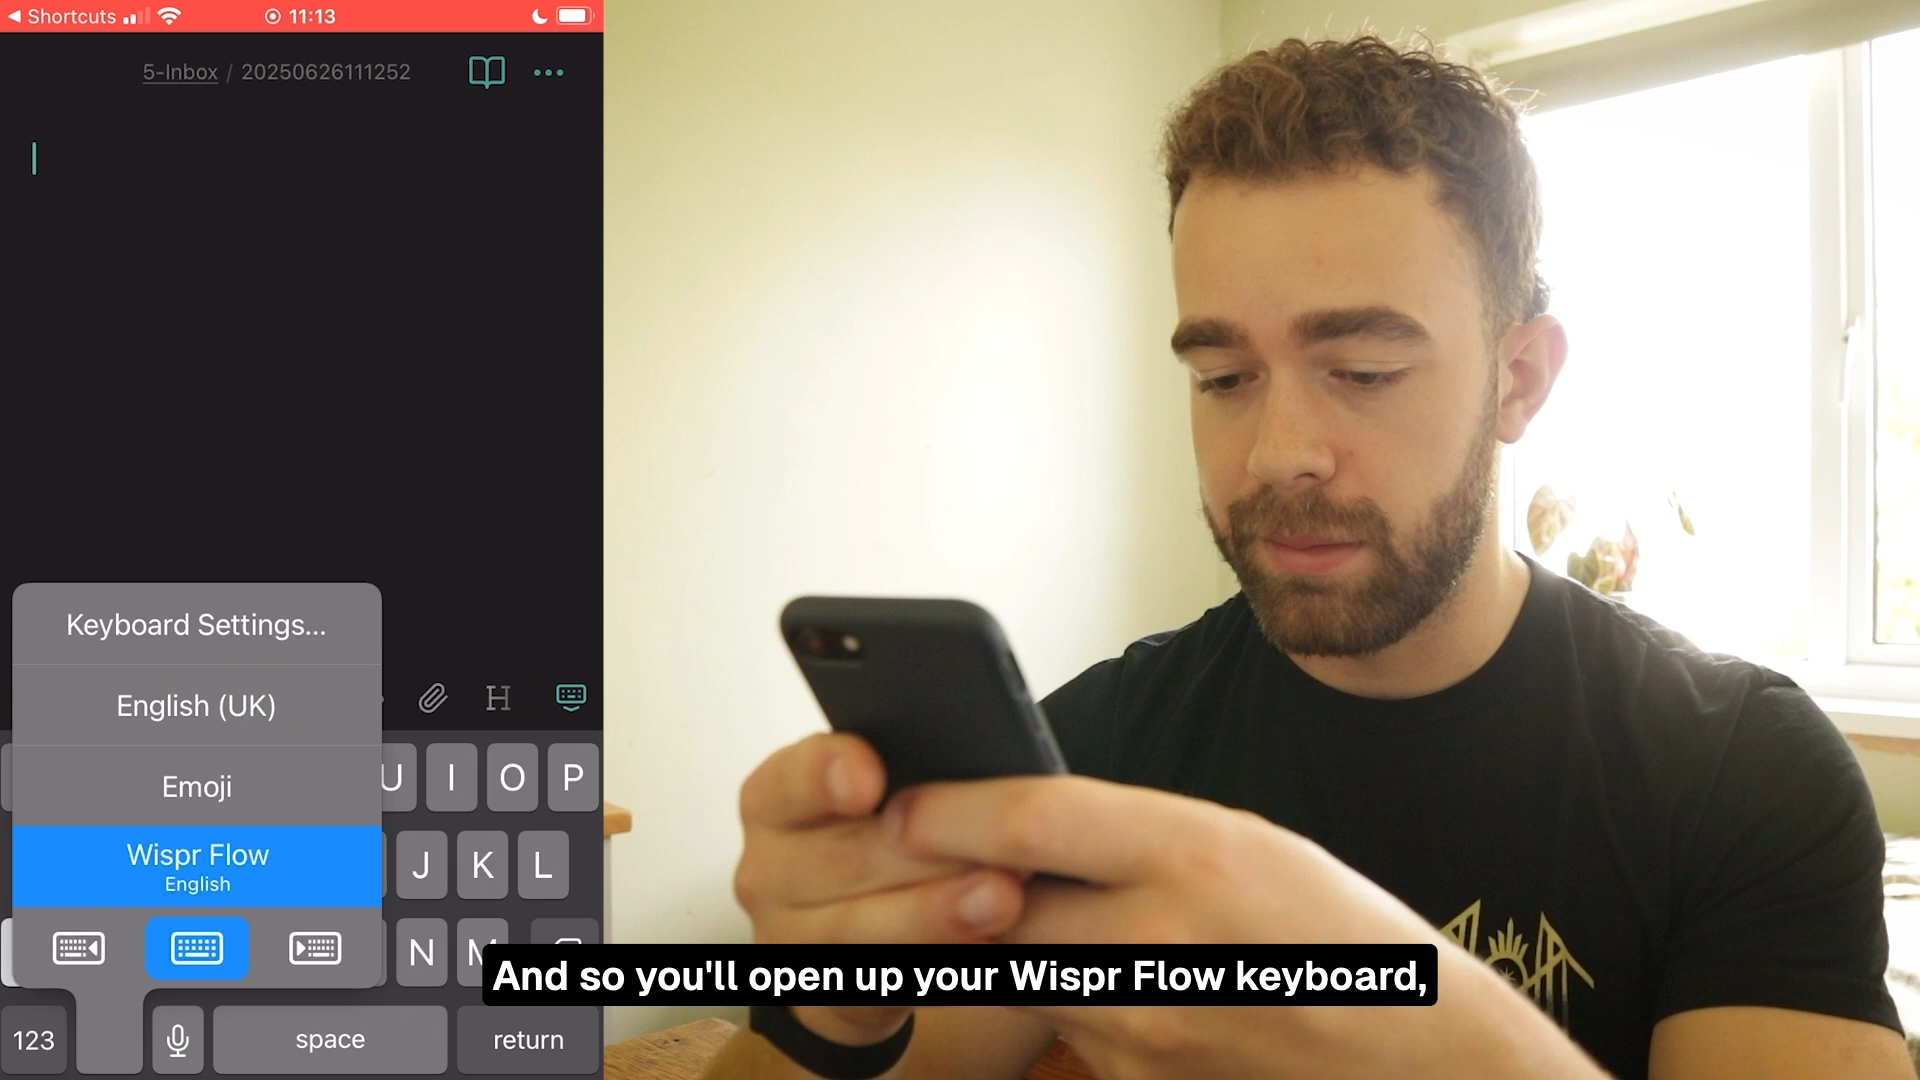 Shortcuts 11:13
5-Inbox / 20250626111252
Keyboard Settings...
English (UK)
Emoji
Wispr Flow
English
U I O P
J K L
N M
123 space return
And so you'll open up your Wispr Flow keyboard,